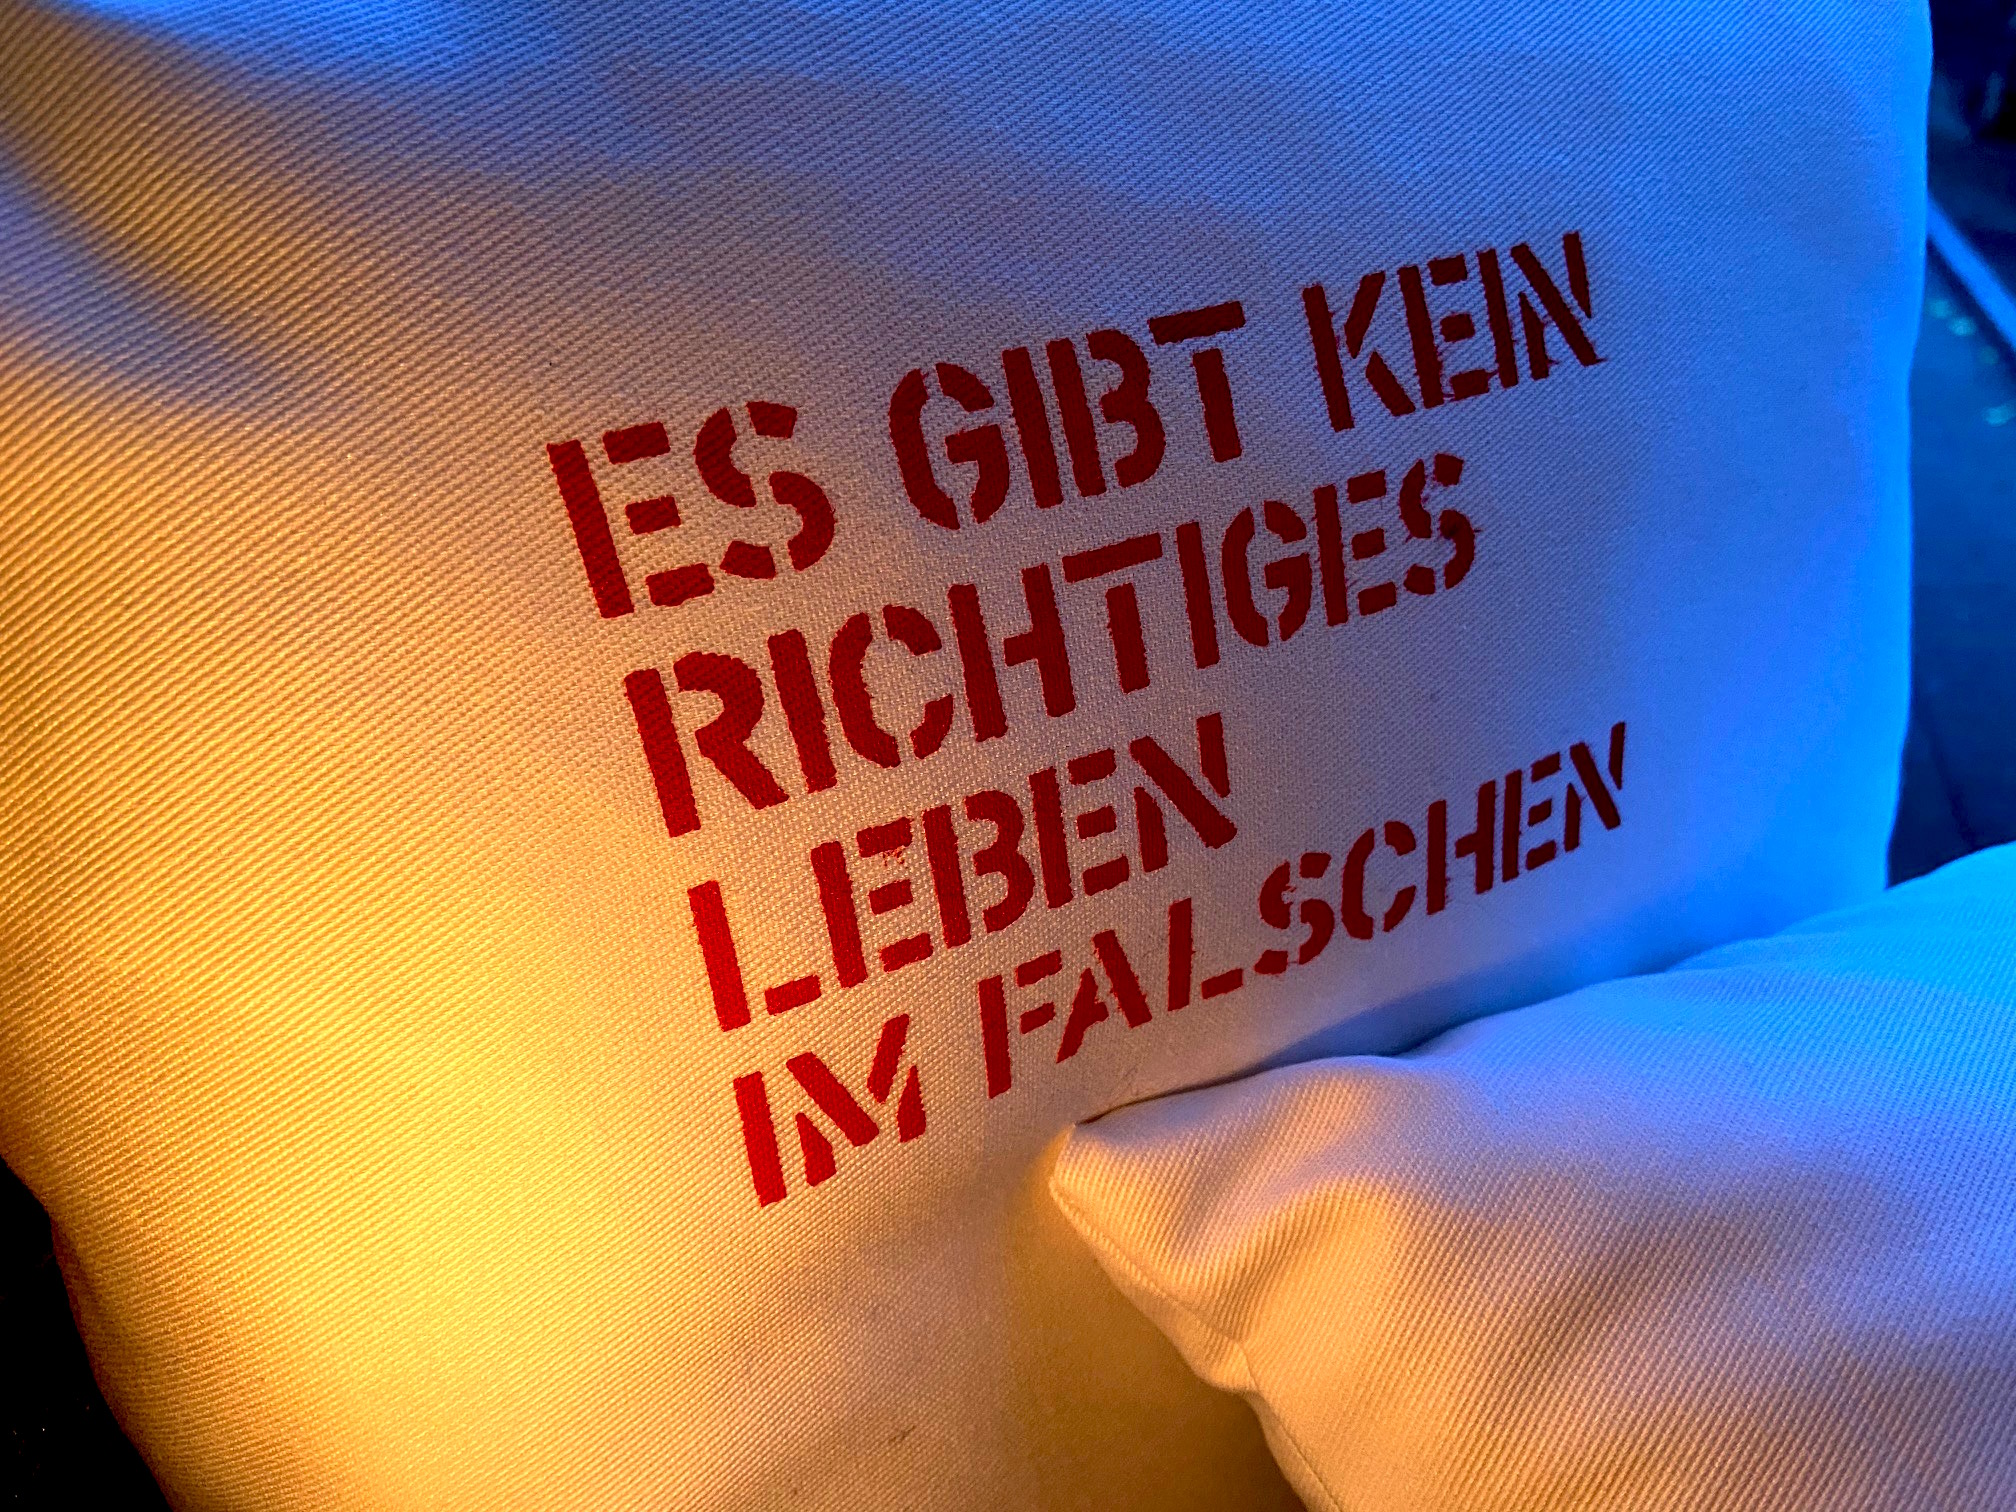 ES GIBT KEIN
RICHTIGES
LEBEN
IM FALSCHEN